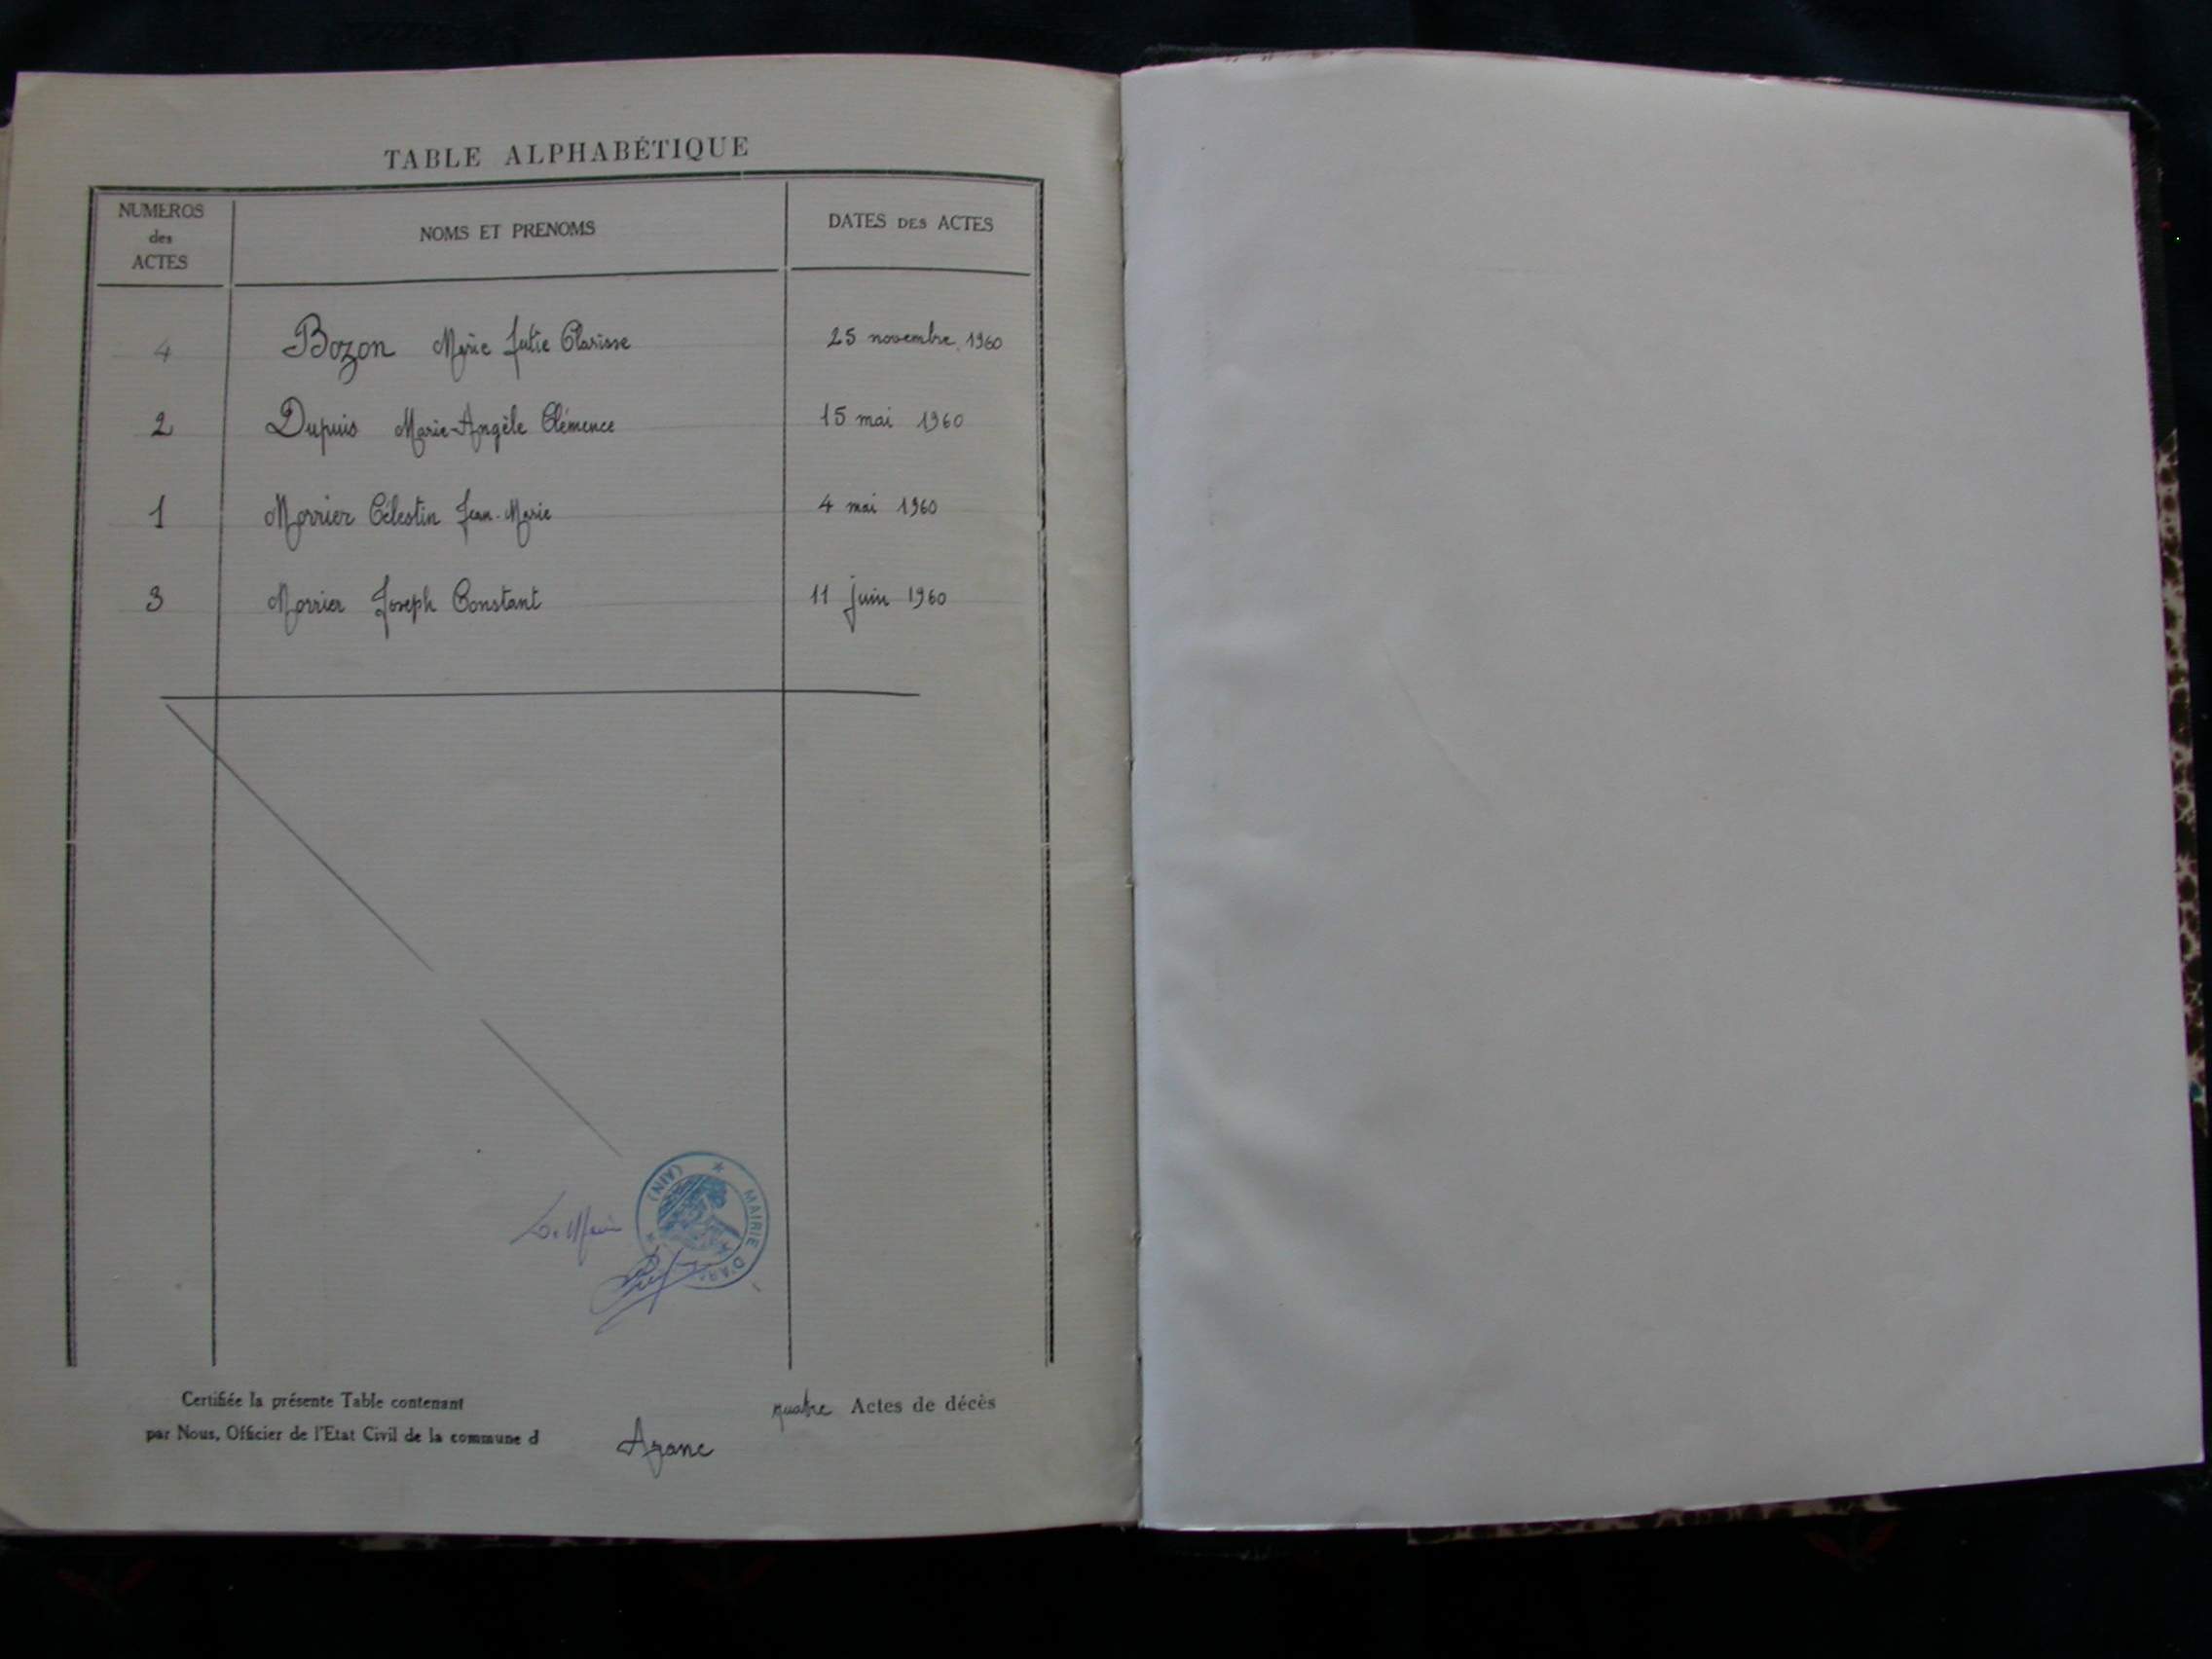 TABLE ALPHABÉTIQUE
NUMEROS des ACTES NOMS ET PRENOMS DATES DES ACTES
4 Bozon Marie Julie Clarisse 25 novembre 1960
2 Dupuis Marie-Angèle Clémence 15 mai 1960
1 Morrier Célestin Jean-Marie 4 mai 1960
3 Morrier Joseph Constant 11 juin 1960
(AIN) MAIRIE
Le Maire
Certifiée la présente Table contenant quatre Actes de décès
par Nous, Officier de l'Etat Civil de la commune d